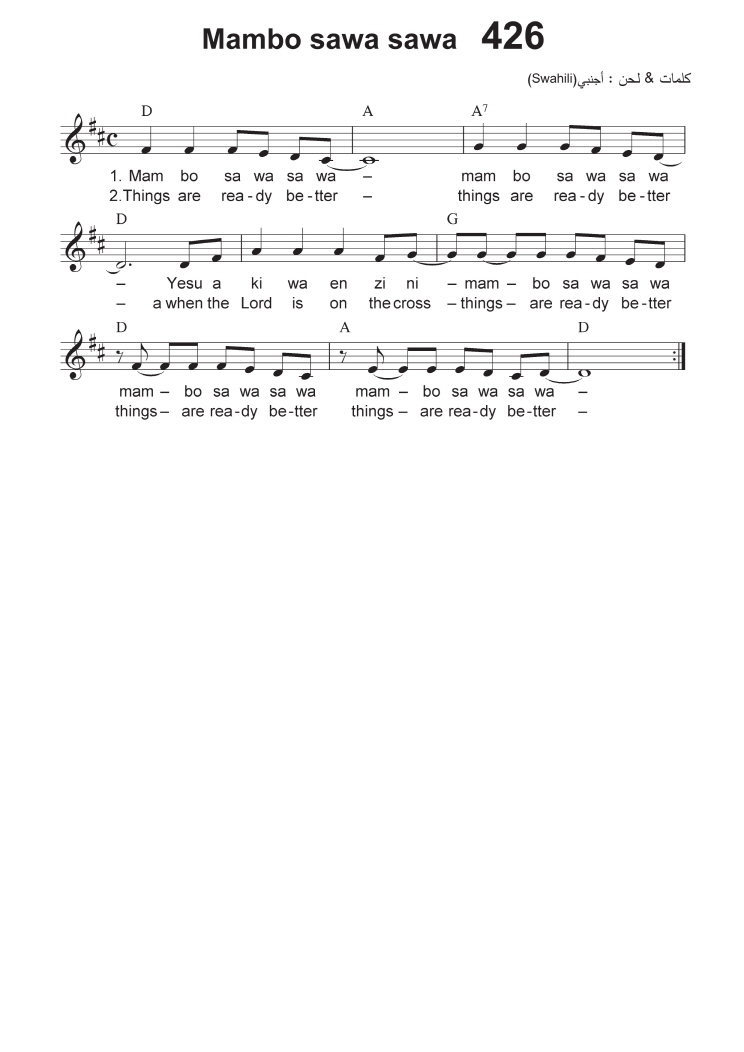 Mambo sawa sawa 426
كلمات & لحن : أجنبي(Swahili)
D A A7
1. Mam bo sa wa sa wa – mam bo sa wa sa wa
2.Things are rea-dy be-tter – things are rea-dy be-tter
D G
– Yesu a ki wa en zi ni –mam– bo sa wa sa wa
– a when the Lord is on the cross –things– are rea-dy be-tter
D A D
mam – bo sa wa sa wa mam – bo sa wa sa wa –
things– are rea-dy be-tter things – are rea-dy be-tter –